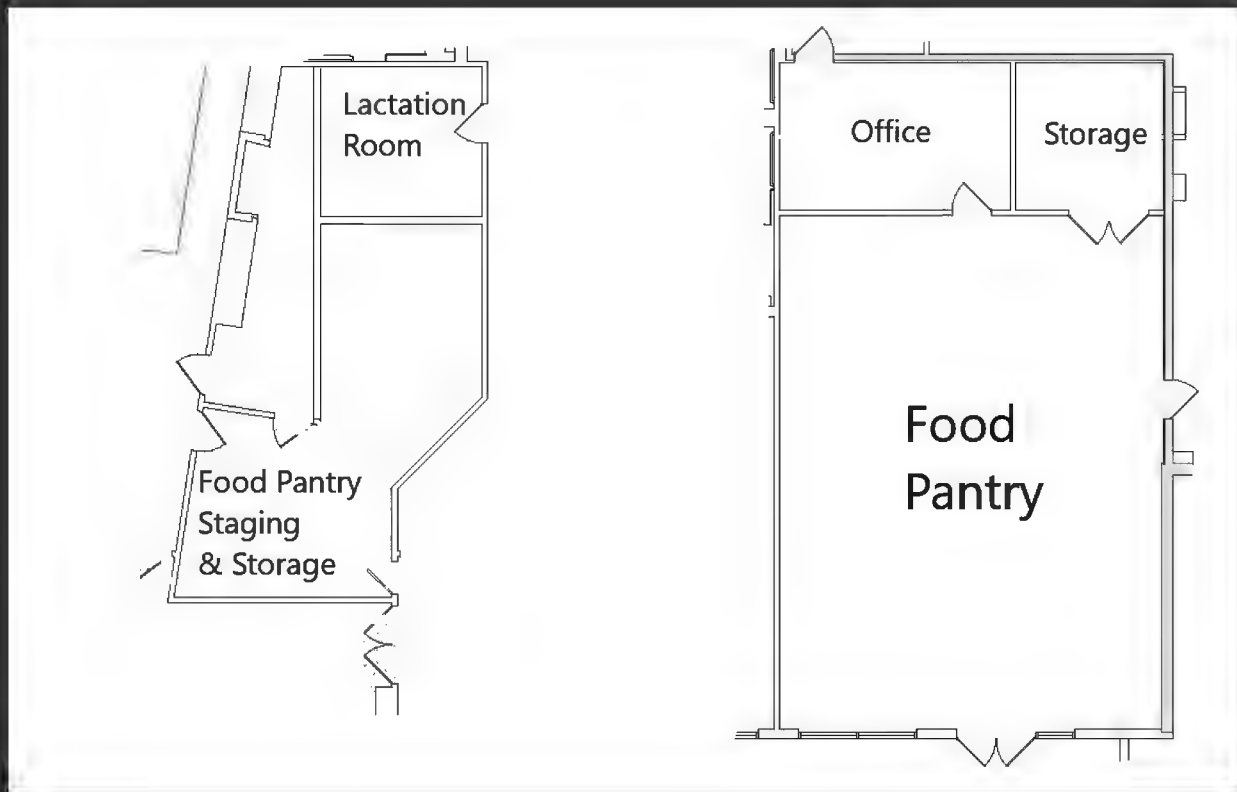 Lactation
Room
Office
Storage
Food
Pantry
Food Pantry
Staging
& Storage